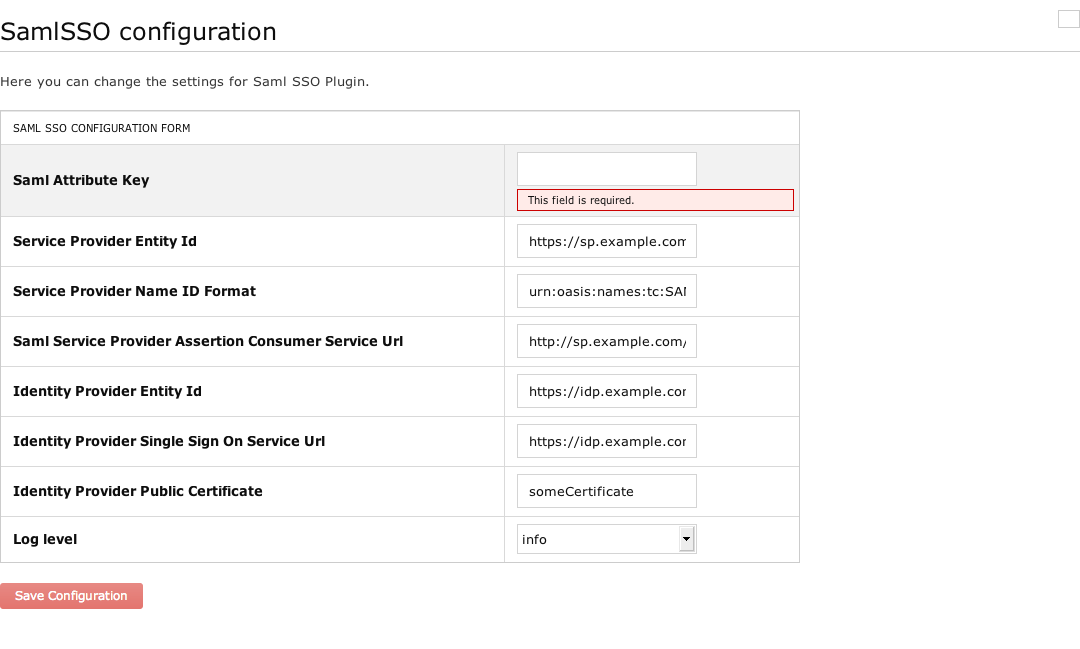 SamlSSO configuration
Here you can change the settings for Saml SSO Plugin.
SAML SSO CONFIGURATION FORM
Saml Attribute Key
This field is required.
Service Provider Entity Id
https://sp.example.com
Service Provider Name ID Format
urn:oasis:names:tc:SAM
Saml Service Provider Assertion Consumer Service Url
http://sp.example.com/
Identity Provider Entity Id
https://idp.example.com
Identity Provider Single Sign On Service Url
https://idp.example.com
Identity Provider Public Certificate
someCertificate
Log level
info
Save Configuration